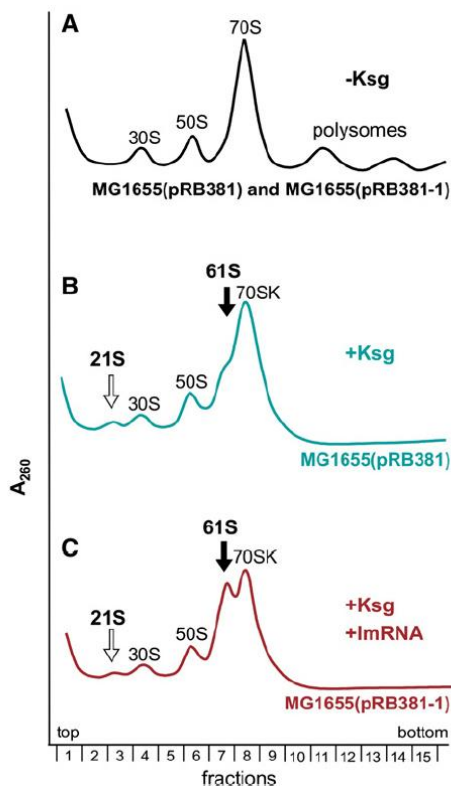 A
70S
-Ksg
30S
50S
polysomes
MG1655(pRB381) and MG1655(pRB381-1)
B
61S
70SK
+Ksg
21S
30S
50S
MG1655(pRB381)
A260
C
61S
70SK
+Ksg
+lmRNA
21S
30S
50S
MG1655(pRB381-1)
top
bottom
1 2 3 4 5 6 7 8 9 10 11 12 13 14 15
fractions